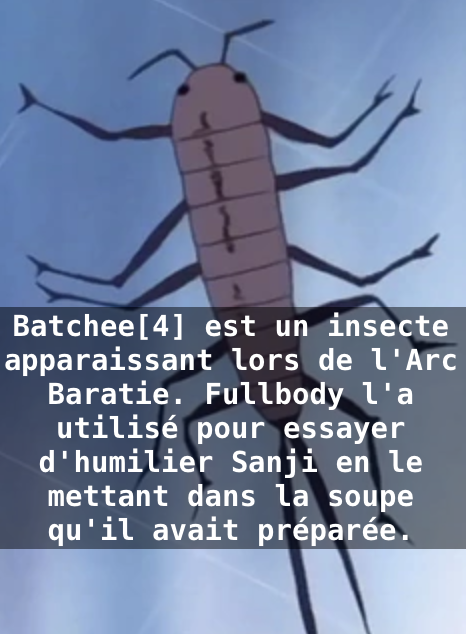 Batchee[4] est un insecte
apparaissant lors de l'Arc
Baratie. Fullbody l'a
utilisé pour essayer
d'humilier Sanji en le
mettant dans la soupe
qu'il avait préparée.